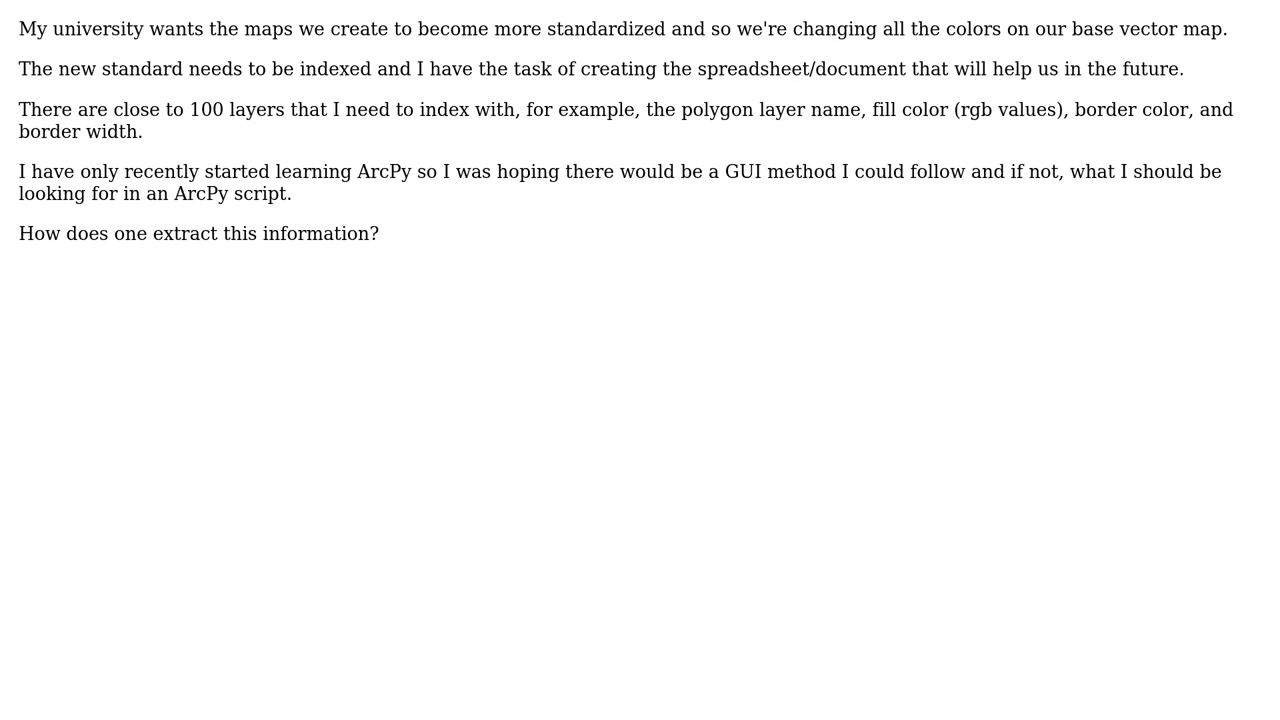 My university wants the maps we create to become more standardized and so we're changing all the colors on our base vector map.
The new standard needs to be indexed and I have the task of creating the spreadsheet/document that will help us in the future.
There are close to 100 layers that I need to index with, for example, the polygon layer name, fill color (rgb values), border color, and
border width.
I have only recently started learning ArcPy so I was hoping there would be a GUI method I could follow and if not, what I should be
looking for in an ArcPy script.
How does one extract this information?